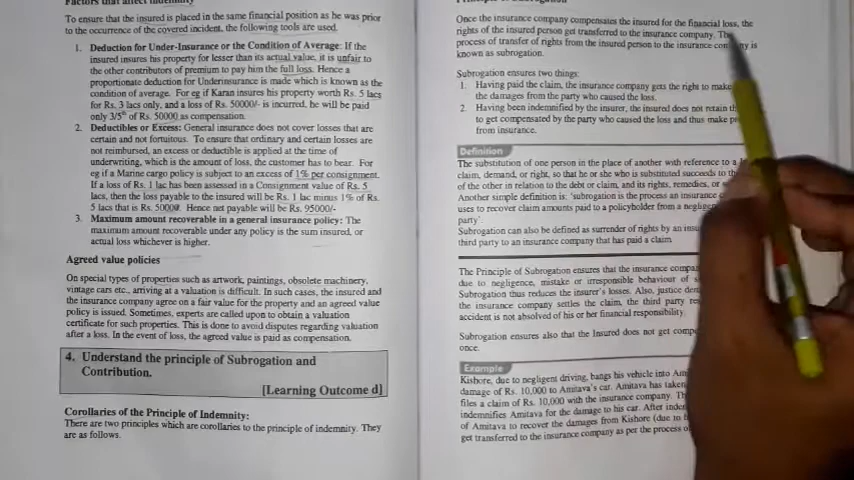 Factors that affect Indemnity
To ensure that the insured is placed in the same financial position as he was prior
to the occurrence of the covered incident, the following tools are used.
1. Deduction for Under-Insurance or the Condition of Average: If the
insured insures his property for lesser than its actual value, it is unfair to
the other contributors of premium to pay him the full loss. Hence a
proportionate deduction for Underinsurance is made which is known as the
condition of average. For eg if Karan insures his property worth Rs. 5 lacs
for Rs. 3 lacs only, and a loss of Rs. 50000/- is incurred, he will be paid
only 3/5th of Rs. 50000 as compensation.
2. Deductibles or Excess: General insurance does not cover losses that are
certain and not fortuitous. To ensure that ordinary and certain losses are
not reimbursed, an excess or deductible is applied at the time of
underwriting, which is the amount of loss, the customer has to bear. For
eg if a Marine cargo policy is subject to an excess of 1% per consignment.
If a loss of Rs. 1 lac has been assessed in a Consignment value of Rs. 5
lacs, then the loss payable to the insured will be Rs. 1 lac minus 1% of Rs.
5 lacs that is Rs. 5000/. Hence net payable will be Rs. 95000/-
3. Maximum amount recoverable in a general insurance policy: The
maximum amount recoverable under any policy is the sum insured, or
actual loss whichever is higher.
Agreed value policies
On special types of properties such as artwork, paintings, obsolete machinery,
vintage cars etc., arriving at a valuation is difficult. In such cases, the insured and
the insurance company agree on a fair value for the property and an agreed value
policy is issued. Sometimes, experts are called upon to obtain a valuation
certificate for such properties. This is done to avoid disputes regarding valuation
after a loss. In the event of loss, the agreed value is paid as compensation.
4. Understand the principle of Subrogation and
Contribution.
[Learning Outcome d]
Corollaries of the Principle of Indemnity:
There are two principles which are corollaries to the principle of indemnity. They
are as follows.
Once the insurance company compensates the insured for the financial loss, the
rights of the insured person get transferred to the insurance company. The
process of transfer of rights from the insured person to the insurance company is
known as subrogation.
Subrogation ensures two things:
1. Having paid the claim, the insurance company gets the right to make
the damages from the party who caused the loss.
2. Having been indemnified by the insurer, the insured does not retain
to get compensated by the party who caused the loss and thus make
from insurance.
Definition
The substitution of one person in the place of another with reference to a
claim, demand, or right, so that he or she who is substituted succeeds to
of the other in relation to the debt or claim, and its rights, remedies, or
Another simple definition is: 'subrogation is the process an insurance
uses to recover claim amounts paid to a policyholder from a negligent
party'.
Subrogation can also be defined as surrender of rights by an
third party to an insurance company that has paid a claim
The Principle of Subrogation ensures that the insurance
due to negligence, mistake or irresponsible behaviour of
Subrogation thus reduces the insurer's losses. Also, justice
the insurance company settles the claim, the third party
accident is not absolved of his or her financial responsibility.
Subrogation ensures also that the Insured does not get
once.
Example
Kishore, due to negligent driving, bangs his vehicle into
damage of Rs. 10,000 to Amitava's car. Amitava has taken
files a claim of Rs. 10,000 with the insurance company.
indemnifies Amitava for the damage to his car. After
of Amitava to recover the damages from Kishore (due to
get transferred to the insurance company as per the process of